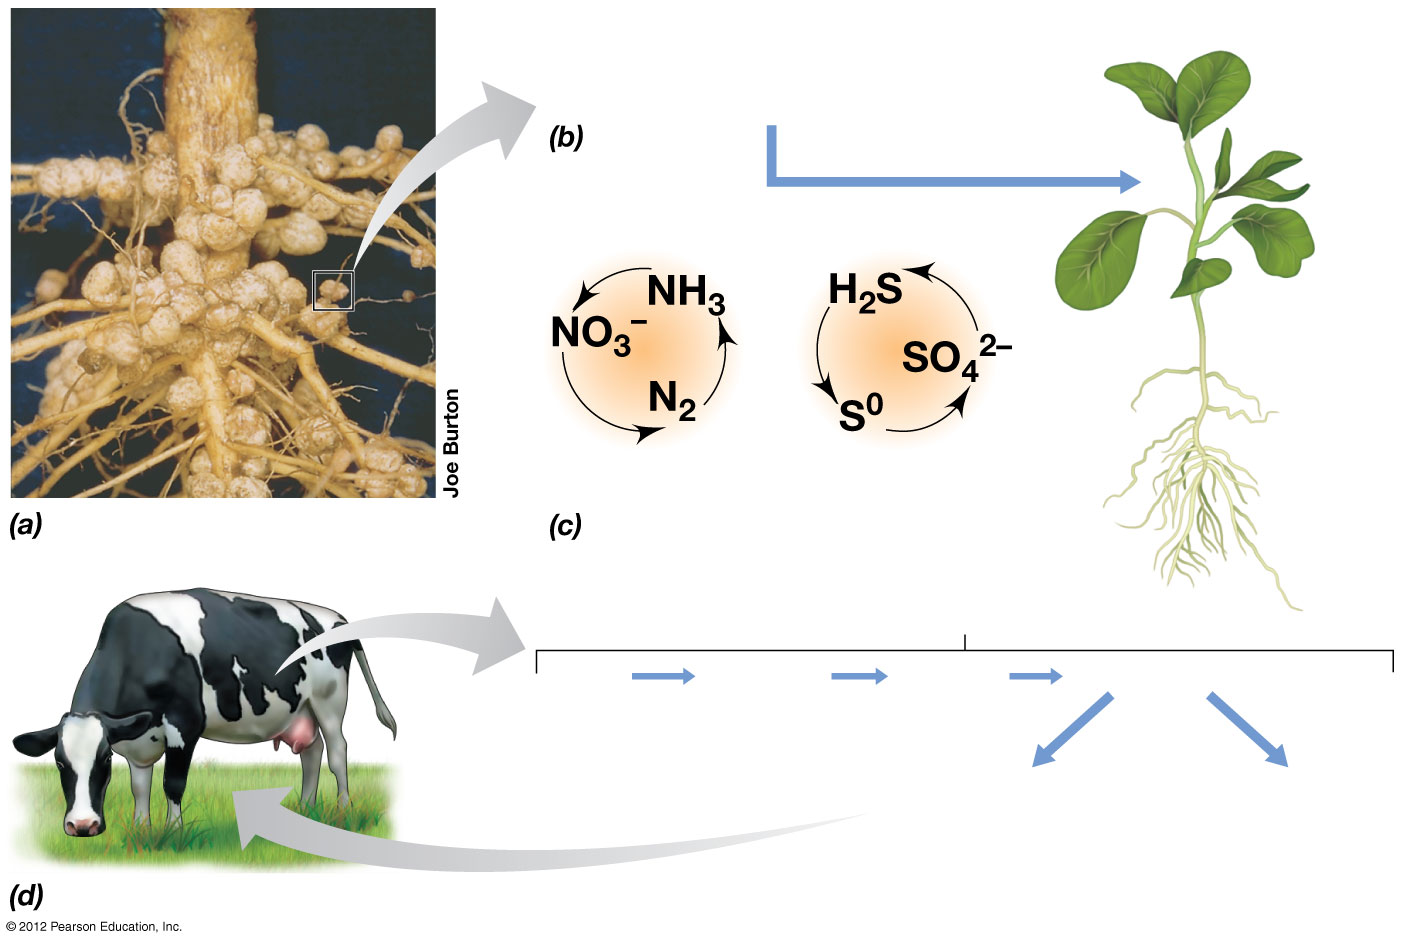 (b)
NH₃
NO₃⁻
N₂
H₂S
SO₄²⁻
S⁰
Joe Burton
(a)
(c)
(d)
© 2012 Pearson Education, Inc.